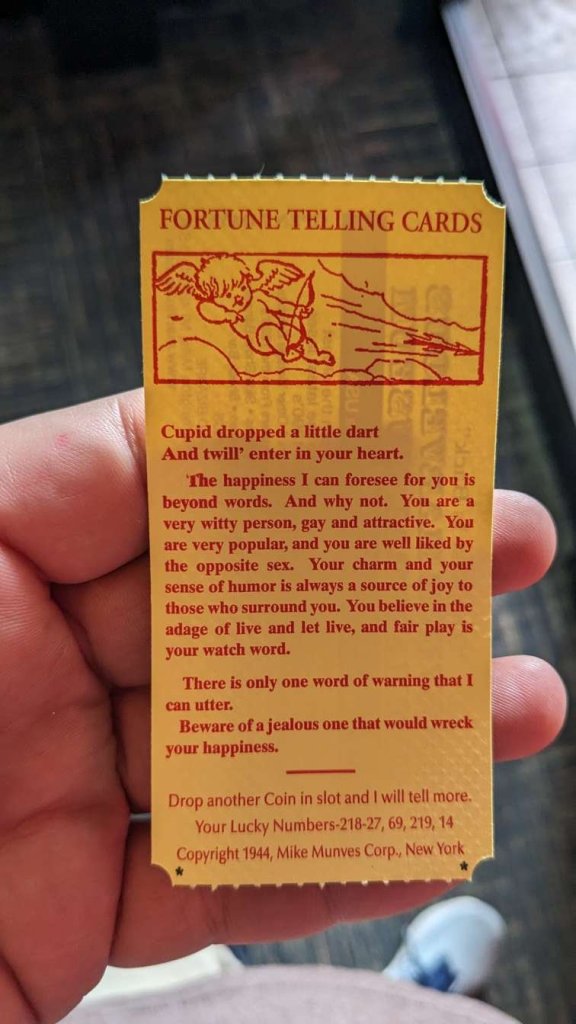 FORTUNE TELLING CARDS
Cupid dropped a little dart
And twill' enter in your heart.
The happiness I can foresee for you is
beyond words. And why not. You are a
very witty person, gay and attractive. You
are very popular, and you are well liked by
the opposite sex. Your charm and your
sense of humor is always a source of joy to
those who surround you. You believe in the
adage of live and let live, and fair play is
your watch word.
There is only one word of warning that I
can utter.
Beware of a jealous one that would wreck
your happiness.
Drop another Coin in slot and I will tell more.
Your Lucky Numbers-218-27, 69, 219, 14
Copyright 1944, Mike Munves Corp., New York
* *